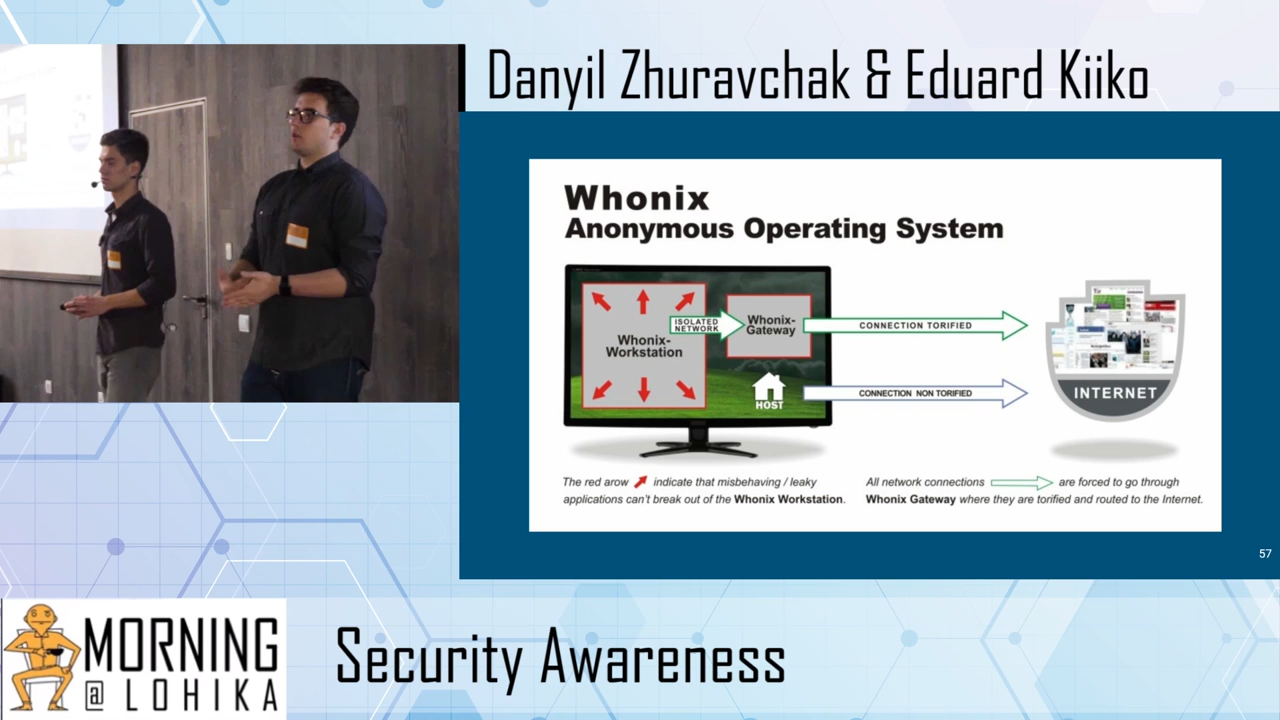 Danyil Zhuravchak & Eduard Kiiko
Whonix
Anonymous Operating System
ISOLATED
NETWORK
Whonix-
Workstation
Whonix-
Gateway
HOST
CONNECTION TORIFIED
CONNECTION NON TORIFIED
INTERNET
The red arow indicate that misbehaving / leaky
applications can't break out of the Whonix Workstation.
All network connections are forced to go through
Whonix Gateway where they are torified and routed to the Internet.
57
MORNING
@ LOHIKA
Security Awareness